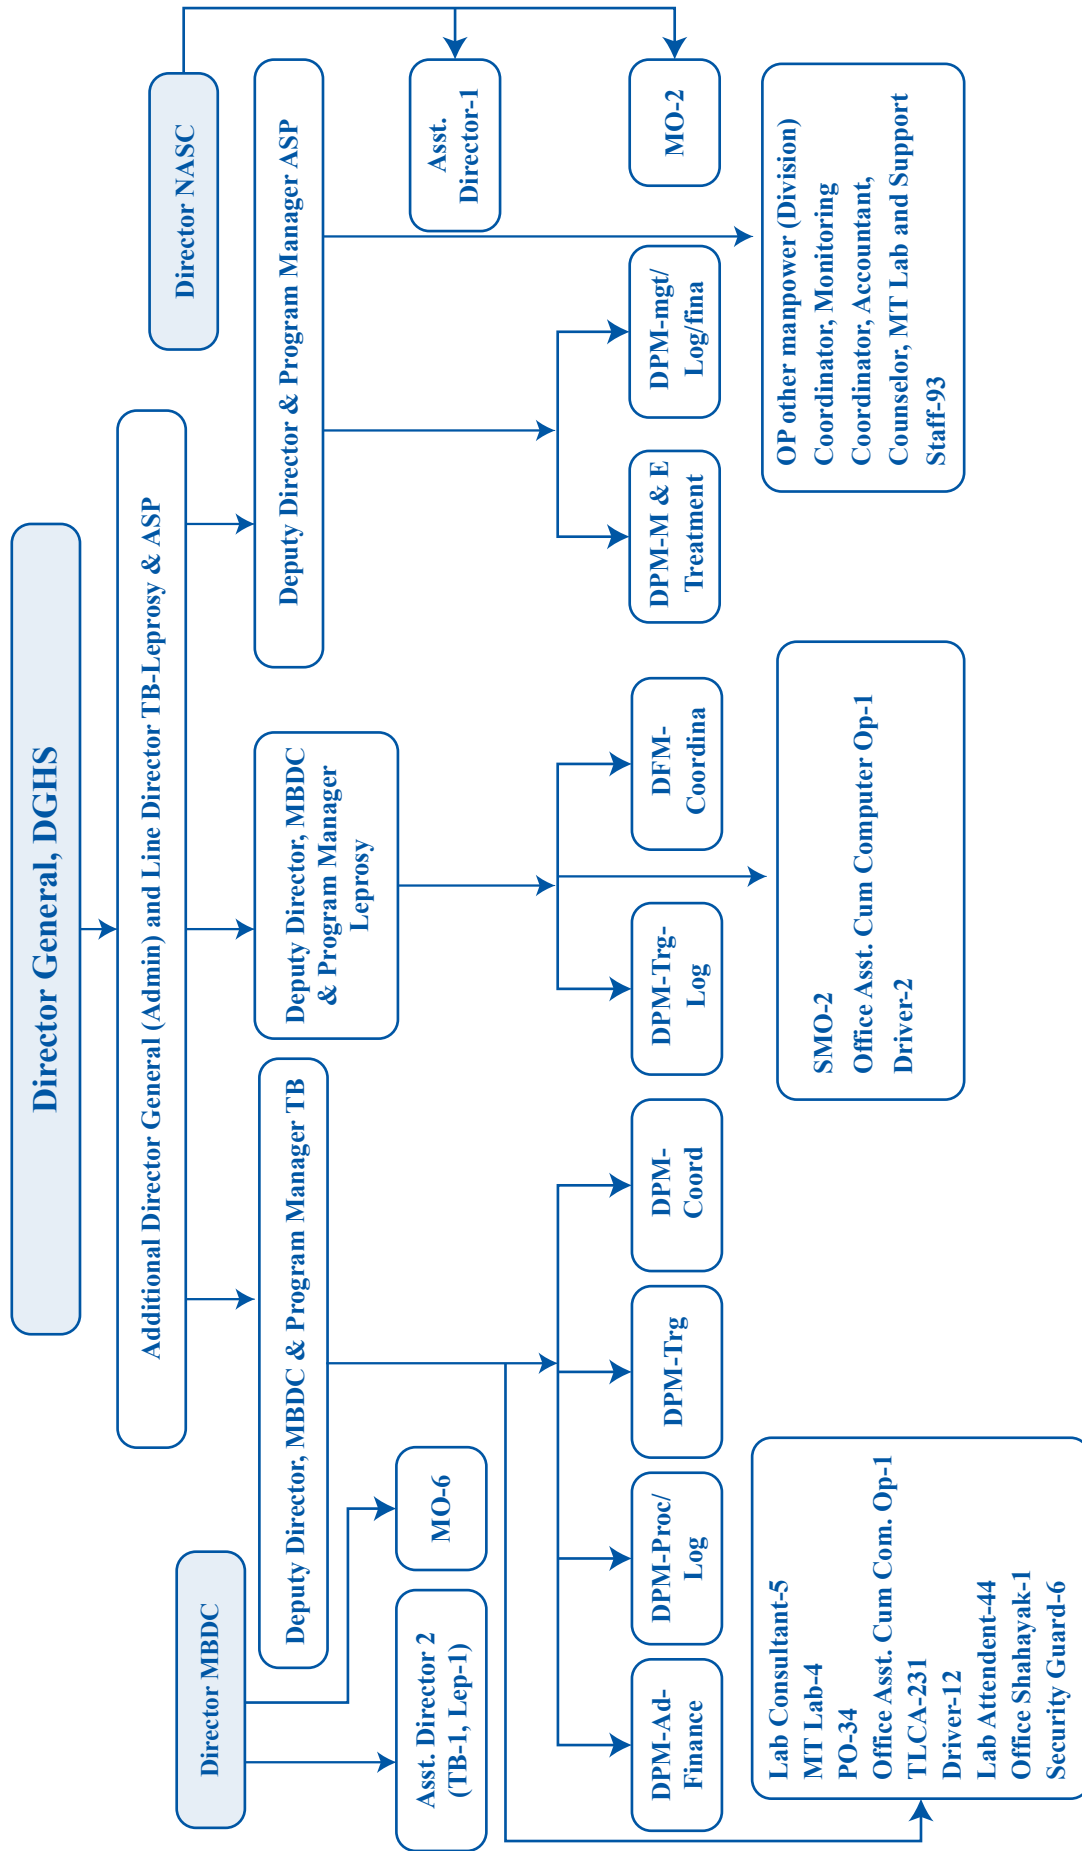 Director General, DGHS
Additional Director General (Admin) and Line Director TB-Leprosy & ASP
Director MBDC
Director NASC
Deputy Director, MBDC & Program Manager TB
Deputy Director, MBDC
& Program Manager
Leprosy
Deputy Director & Program Manager ASP
Asst. Director 2
(TB-1, Lep-1)
MO-6
Asst.
Director-1
DPM-Ad-
Finance
DPM-Proc/
Log
DPM-Trg
DPM-
Coord
DPM-Trg-
Log
DFM-
Coordina
DPM-M & E
Treatment
DPM-mgt/
Log/fina
MO-2
Lab Consultant-5
MT Lab-4
PO-34
Office Asst. Cum Com. Op-1
TLCA-231
Driver-12
Lab Attendent-44
Office Shahayak-1
Security Guard-6
SMO-2
Office Asst. Cum Computer Op-1
Driver-2
OP other manpower (Division)
Coordinator, Monitoring
Coordinator, Accountant,
Counselor, MT Lab and Support
Staff-93